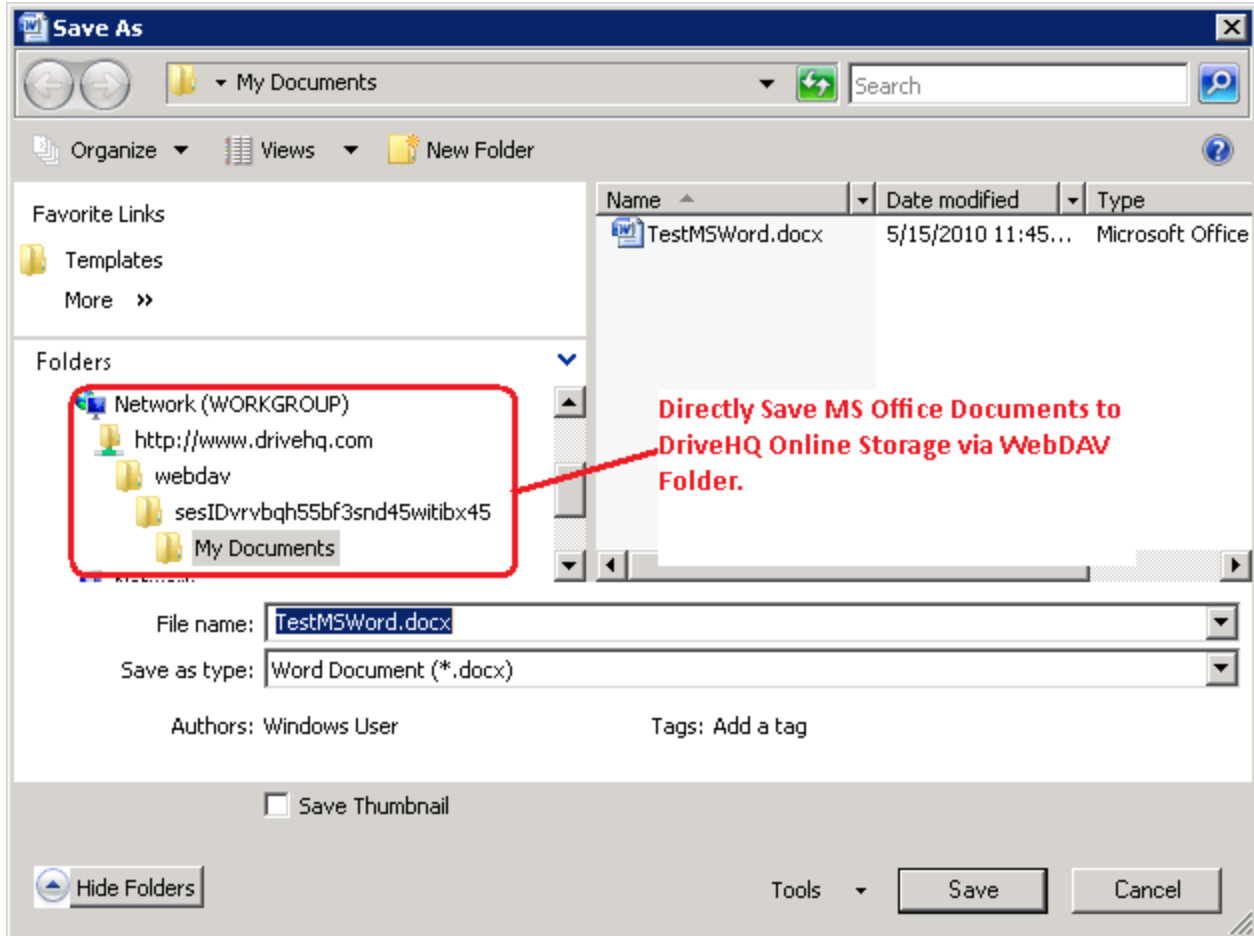 Save As
My Documents
Search
Organize
Views
New Folder
Favorite Links
Templates
More »
Folders
Network (WORKGROUP)
http://www.drivehq.com
webdav
sesIDvrvbqh55bf3snd45witibx45
My Documents
Name
Date modified
Type
TestMSWord.docx
5/15/2010 11:45...
Microsoft Office
Directly Save MS Office Documents to
DriveHQ Online Storage via WebDAV
Folder.
File name: TestMSWord.docx
Save as type: Word Document (*.docx)
Authors: Windows User
Tags: Add a tag
Save Thumbnail
Hide Folders
Tools
Save
Cancel